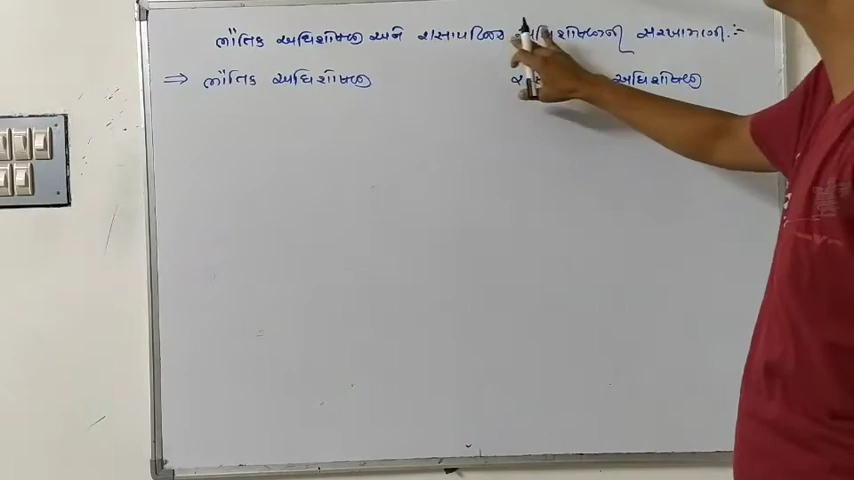 ભૌતિક અધિશોષણ અને રાસાયણિક અધિશોષણની સરખામણી :-
⇒ ભૌતિક અધિશોષણ અધિશોષણ